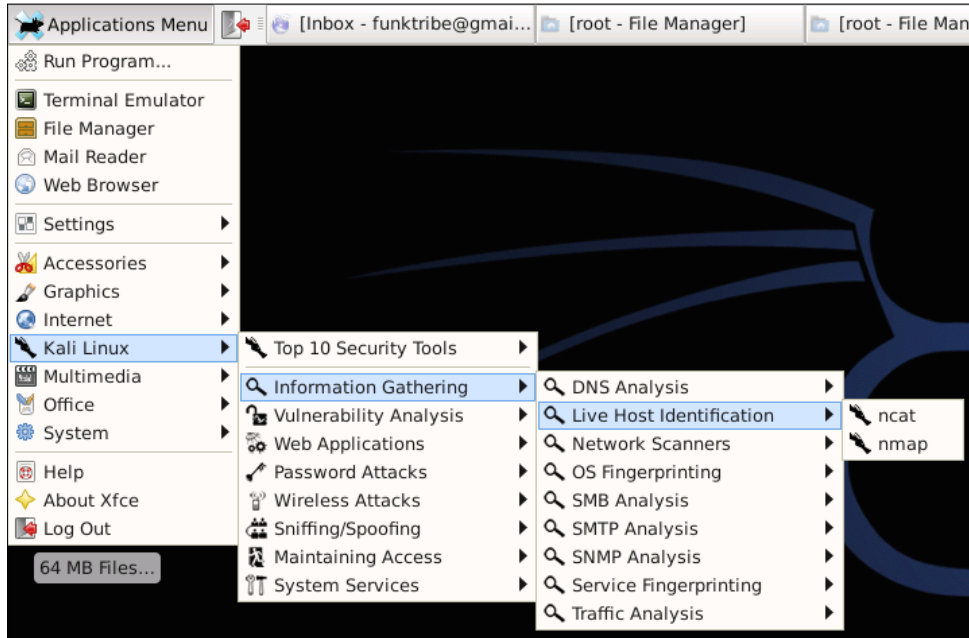 Applications Menu
[Inbox - funktribe@gmai...
[root - File Manager]
[root - File Man
Run Program...
Terminal Emulator
File Manager
Mail Reader
Web Browser
Settings
Accessories
Graphics
Internet
Kali Linux
Multimedia
Office
System
Help
About Xfce
Log Out
64 MB Files...
Top 10 Security Tools
Information Gathering
Vulnerability Analysis
Web Applications
Password Attacks
Wireless Attacks
Sniffing/Spoofing
Maintaining Access
System Services
DNS Analysis
Live Host Identification
Network Scanners
OS Fingerprinting
SMB Analysis
SMTP Analysis
SNMP Analysis
Service Fingerprinting
Traffic Analysis
ncat
nmap